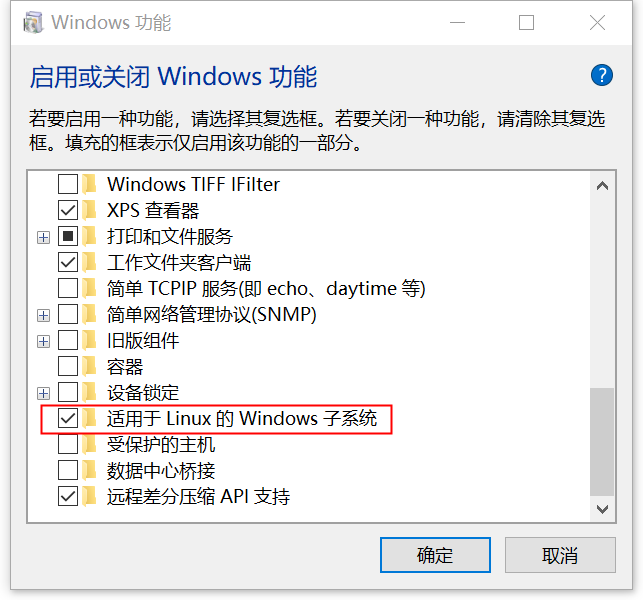 Windows 功能
启用或关闭 Windows 功能
若要启用一种功能，请选择其复选框。若要关闭一种功能，请清除其复选
框。填充的框表示仅启用该功能的一部分。
Windows TIFF IFilter
XPS 查看器
打印和文件服务
工作文件夹客户端
简单 TCPIP 服务(即 echo、daytime 等)
简单网络管理协议(SNMP)
旧版组件
容器
设备锁定
适用于 Linux 的 Windows 子系统
受保护的主机
数据中心桥接
远程差分压缩 API 支持
确定
取消